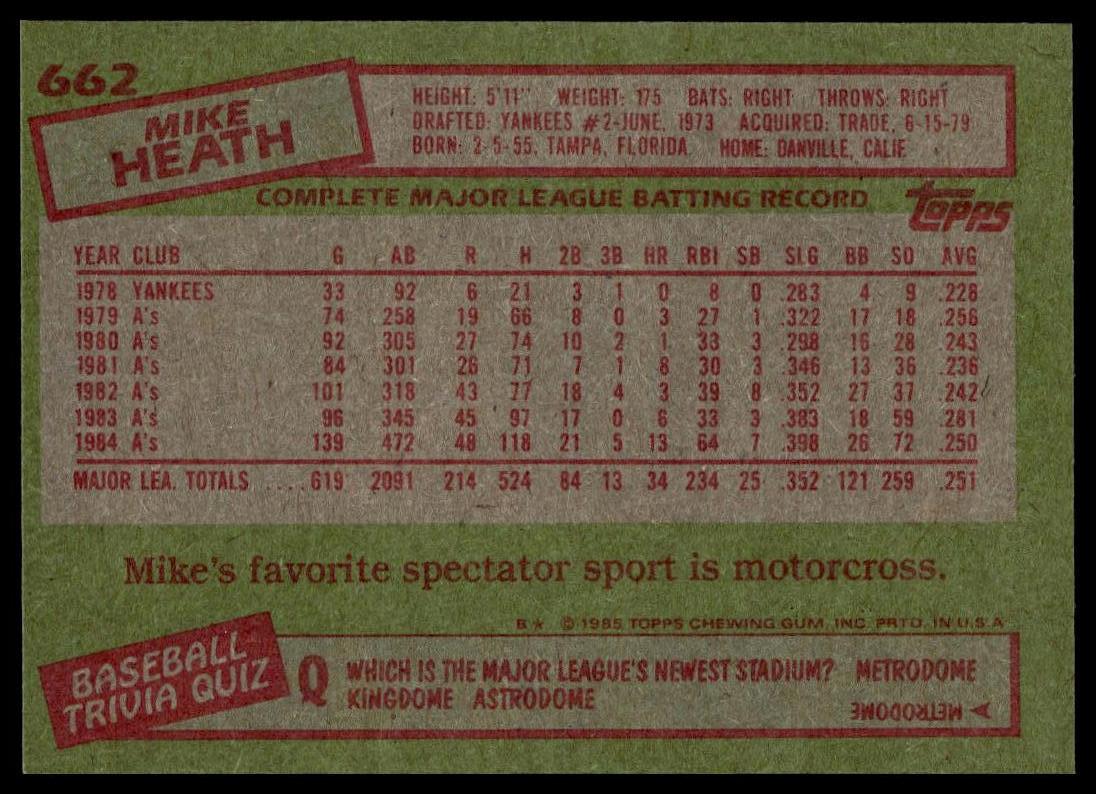 662
MIKE
HEATH
HEIGHT: 5'11" WEIGHT: 175 BATS: RIGHT THROWS: RIGHT
DRAFTED: YANKEES #2-JUNE, 1973 ACQUIRED: TRADE, 6-15-79
BORN: 2-5-55, TAMPA, FLORIDA HOME: DANVILLE, CALIF.
COMPLETE MAJOR LEAGUE BATTING RECORD
TOPPS
YEAR CLUB G AB R H 2B 3B HR RBI SB SLG BB SO AVG
1978 YANKEES 33 92 6 21 3 1 0 8 0 .283 4 9 .228
1979 A's 74 258 19 66 8 0 3 27 1 .322 17 18 .256
1980 A's 92 305 27 74 10 2 1 33 3 .298 16 28 .243
1981 A's 84 301 26 71 7 1 8 30 3 .346 13 36 .236
1982 A's 101 318 43 77 18 4 3 39 8 .352 27 37 .242
1983 A's 96 345 45 97 17 0 6 33 3 .383 18 59 .281
1984 A's 139 472 48 118 21 5 13 64 7 .398 26 72 .250
MAJOR LEA. TOTALS ....619 2091 214 524 84 13 34 234 25 .352 121 259 .251
Mike's favorite spectator sport is motorcross.
B★ ©1985 TOPPS CHEWING GUM, INC. PRTD. IN U.S.A.
BASEBALL
TRIVIA QUIZ
Q WHICH IS THE MAJOR LEAGUE'S NEWEST STADIUM? METRODOME
KINGDOME ASTRODOME
A METRODOME